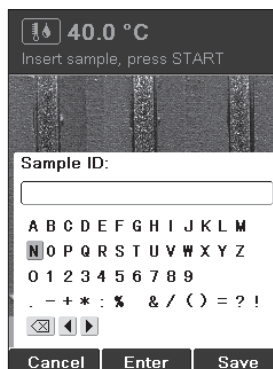 40.0 °C
Insert sample, press START
Sample ID:
A B C D E F G H I J K L M
N O P Q R S T U V W X Y Z
0 1 2 3 4 5 6 7 8 9
. - + * : % & / ( ) = ? !
Cancel Enter Save